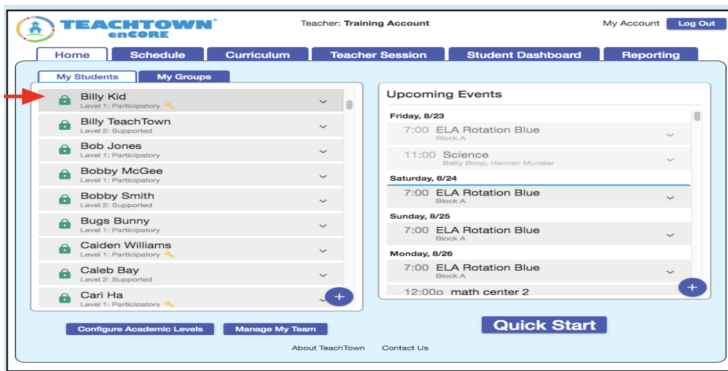 TEACHTOWN®
enCORE
Teacher: Training Account
My Account Log Out
Home Schedule Curriculum Teacher Session Student Dashboard Reporting
My Students My Groups
Billy Kid
Level 1: Participatory
Billy TeachTown
Level 2: Supported
Bob Jones
Level 1: Participatory
Bobby McGee
Level 1: Participatory
Bobby Smith
Level 2: Supported
Bugs Bunny
Level 1: Participatory
Caiden Williams
Level 1: Participatory
Caleb Bay
Level 2: Supported
Cari Ha
Level 1: Participatory
+
Upcoming Events
Friday, 8/23
7:00 ELA Rotation Blue
Block A
11:00 Science
Betty Boop, Herman Munster
Saturday, 8/24
7:00 ELA Rotation Blue
Block A
Sunday, 8/25
7:00 ELA Rotation Blue
Block A
Monday, 8/26
7:00 ELA Rotation Blue
Block A
12:00p math center 2
+
Configure Academic Levels Manage My Team
Quick Start
About TeachTown Contact Us